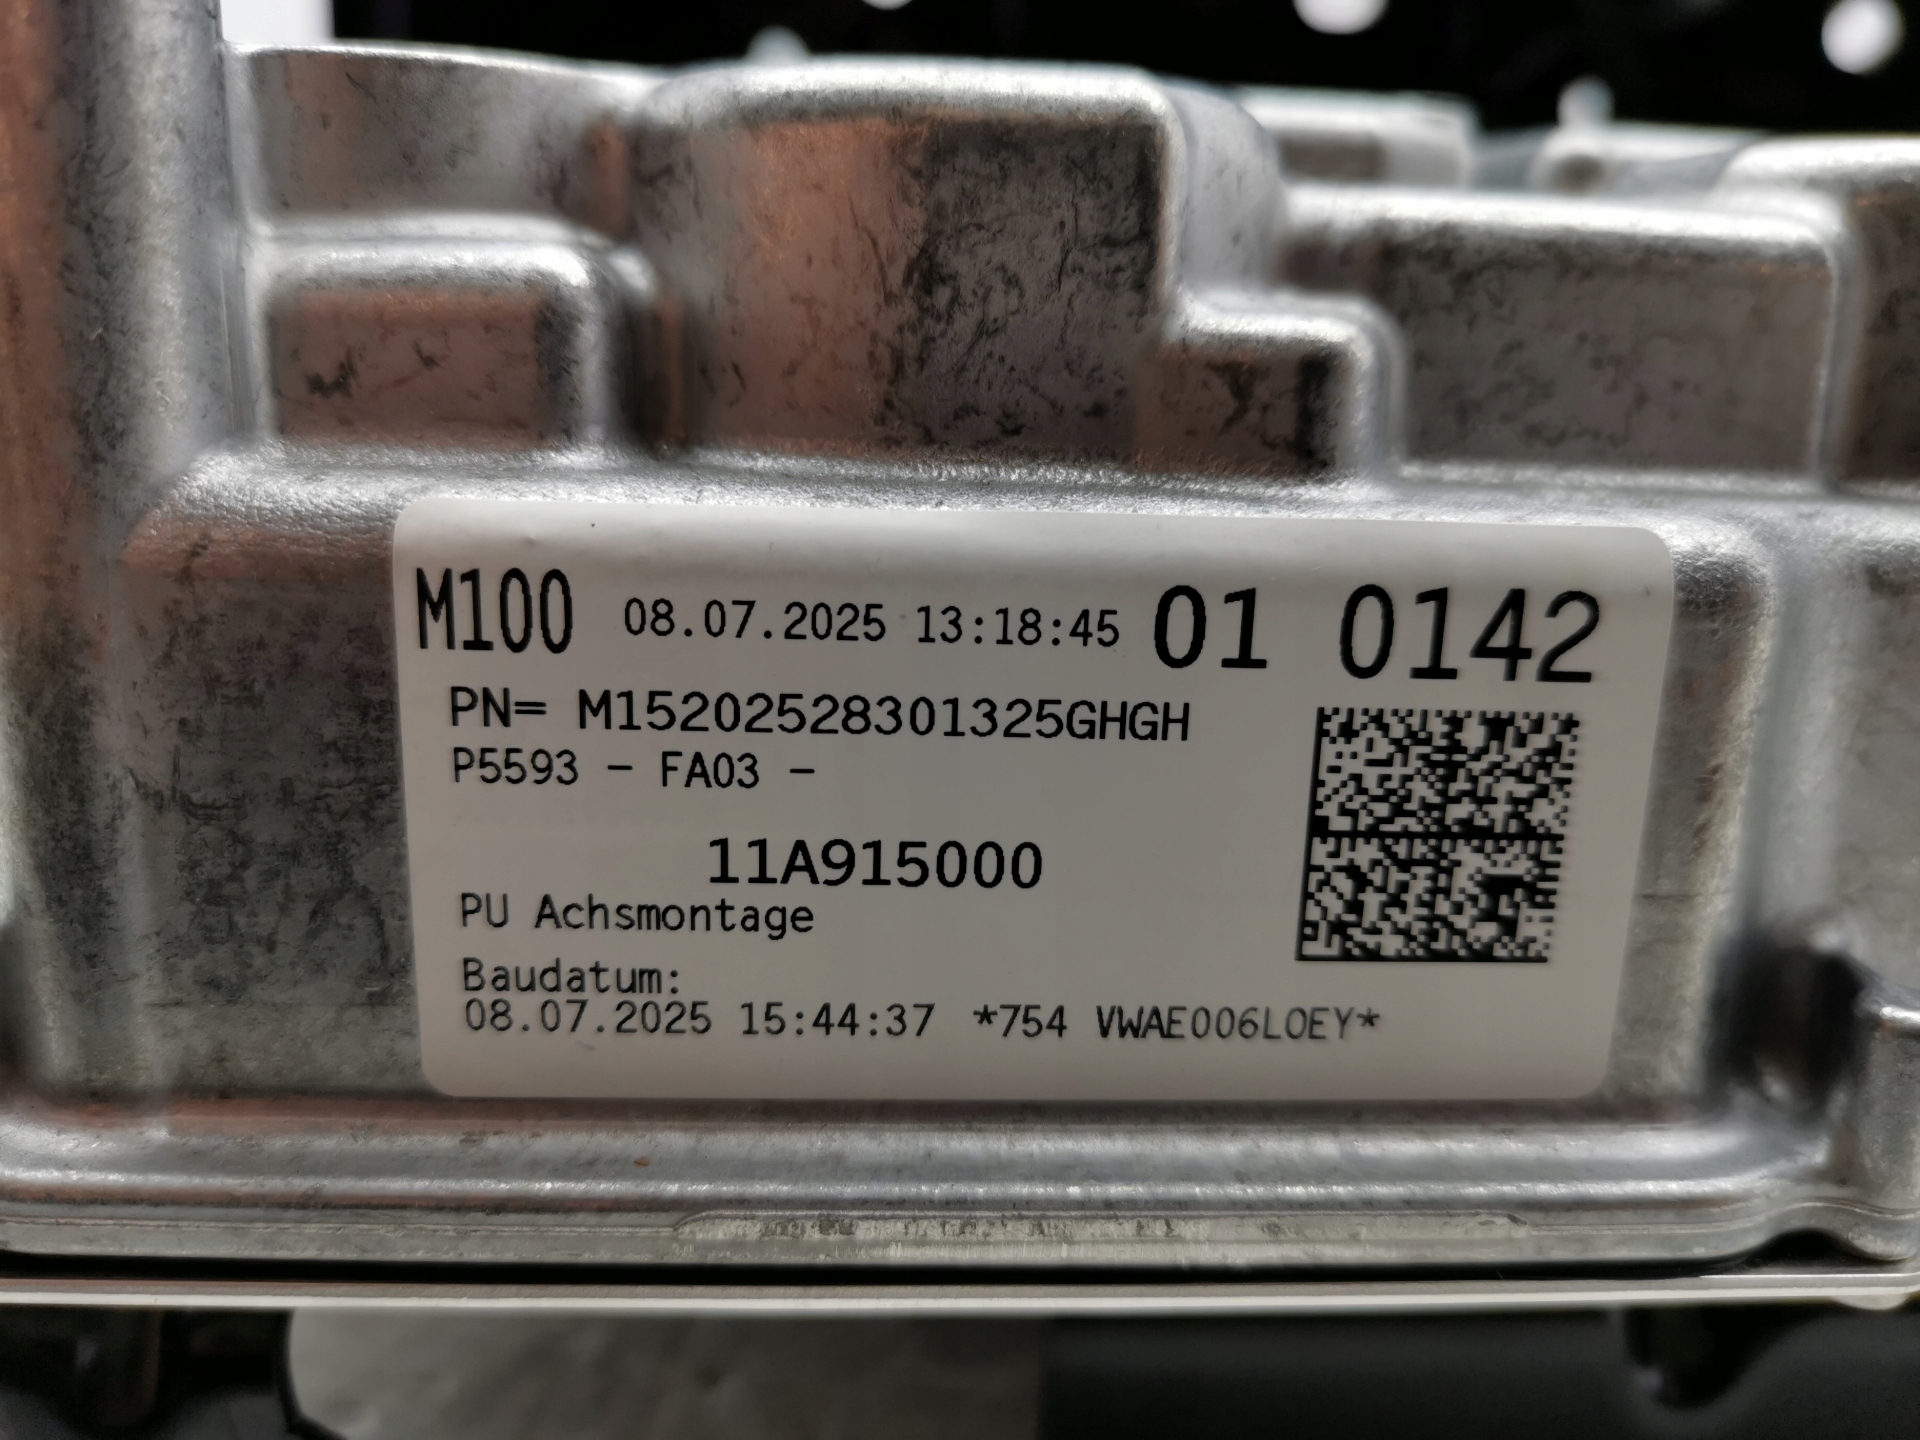 M100 08.07.2025 13:18:45 01 0142
PN= M15202528301325GHGH
P5593 - FA03 -
11A915000
PU Achsmontage
Baudatum:
08.07.2025 15:44:37 *754 VWAE006LOEY*